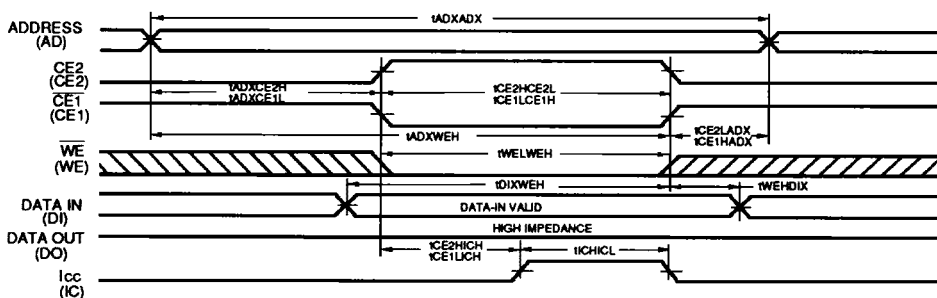 tADXADX
ADDRESS
(AD)
CE2
(CE2)
tADXCE2H
tADXCE1L
tCE2HCE2L
tCE1LCE1H
CE1
(CE1)
tADXWEH
tCE2LADX
tCE1HADX
WE
(WE)
tWELWEH
tDIXWEH
tWEHDIX
DATA IN
(DI)
DATA-IN VALID
HIGH IMPEDANCE
DATA OUT
(DO)
tCE2HICH
tCE1LICH
tICHICL
Icc
(IC)